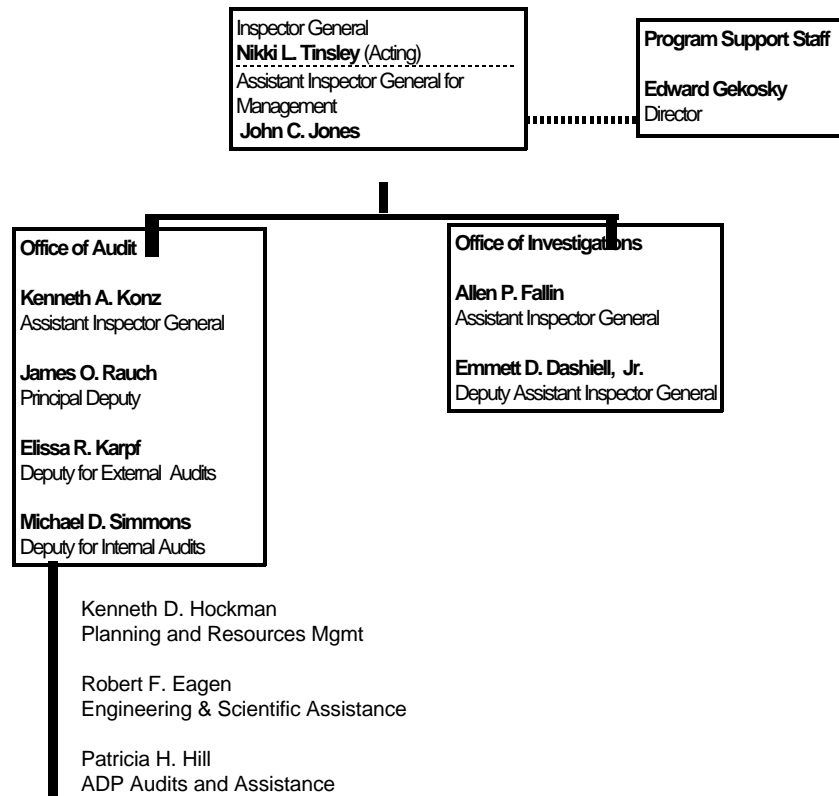 Inspector General
Nikki L. Tinsley (Acting)
Assistant Inspector General for
Management
John C. Jones
Program Support Staff
Edward Gekosky
Director
Office of Audit
Kenneth A. Konz
Assistant Inspector General
James O. Rauch
Principal Deputy
Elissa R. Karpf
Deputy for External Audits
Michael D. Simmons
Deputy for Internal Audits
Office of Investigations
Allen P. Fallin
Assistant Inspector General
Emmett D. Dashiell, Jr.
Deputy Assistant Inspector General
Kenneth D. Hockman
Planning and Resources Mgmt
Robert F. Eagen
Engineering & Scientific Assistance
Patricia H. Hill
ADP Audits and Assistance